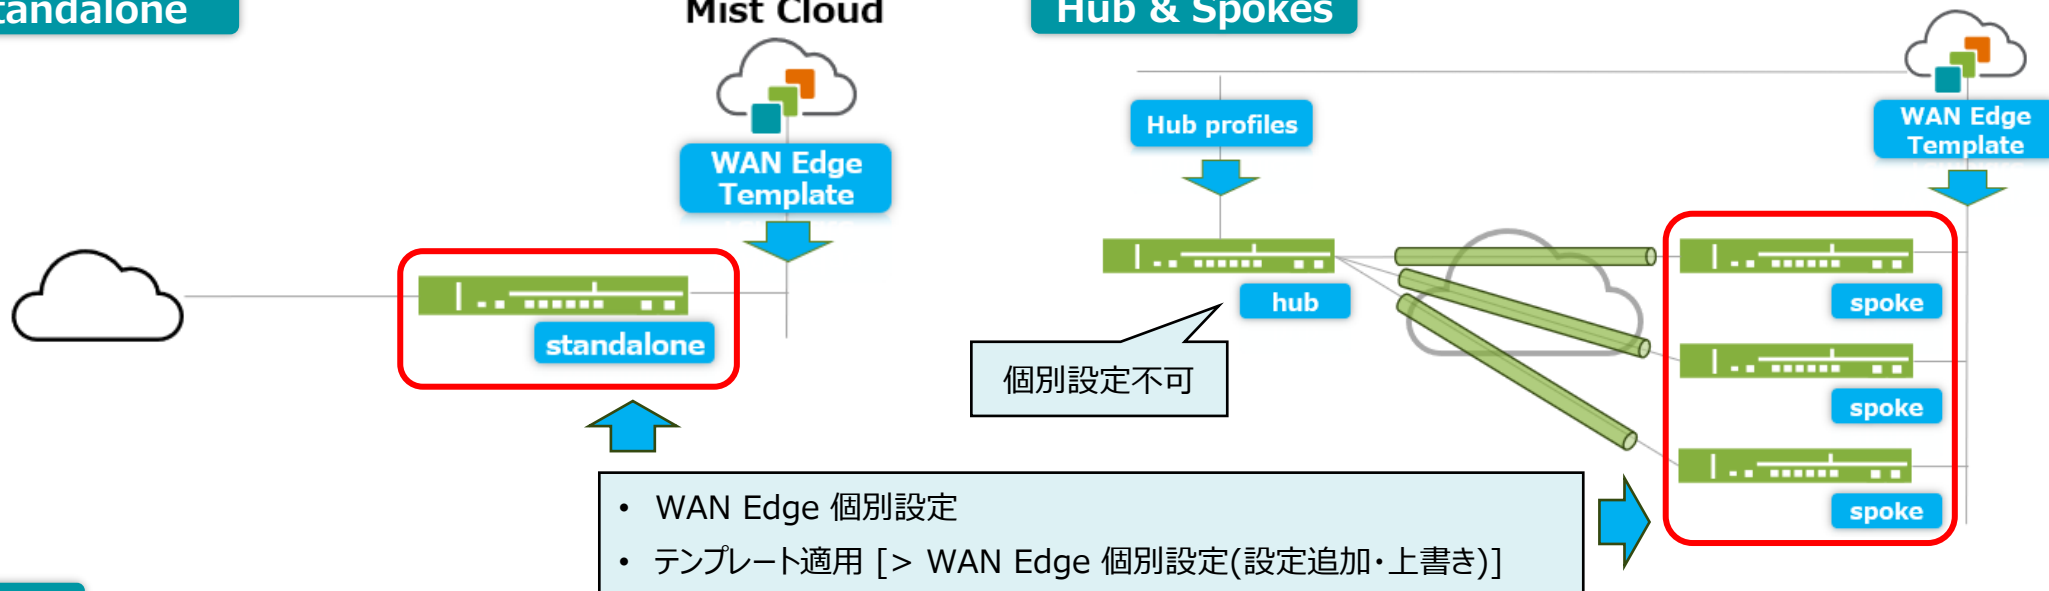 tandalone
Mist Cloud
WAN Edge
Template
standalone
Hub & Spokes
Hub profiles
WAN Edge
Template
hub
個別設定不可
spoke
spoke
spoke
• WAN Edge 個別設定
• テンプレート適用 [> WAN Edge 個別設定(設定追加・上書き)]